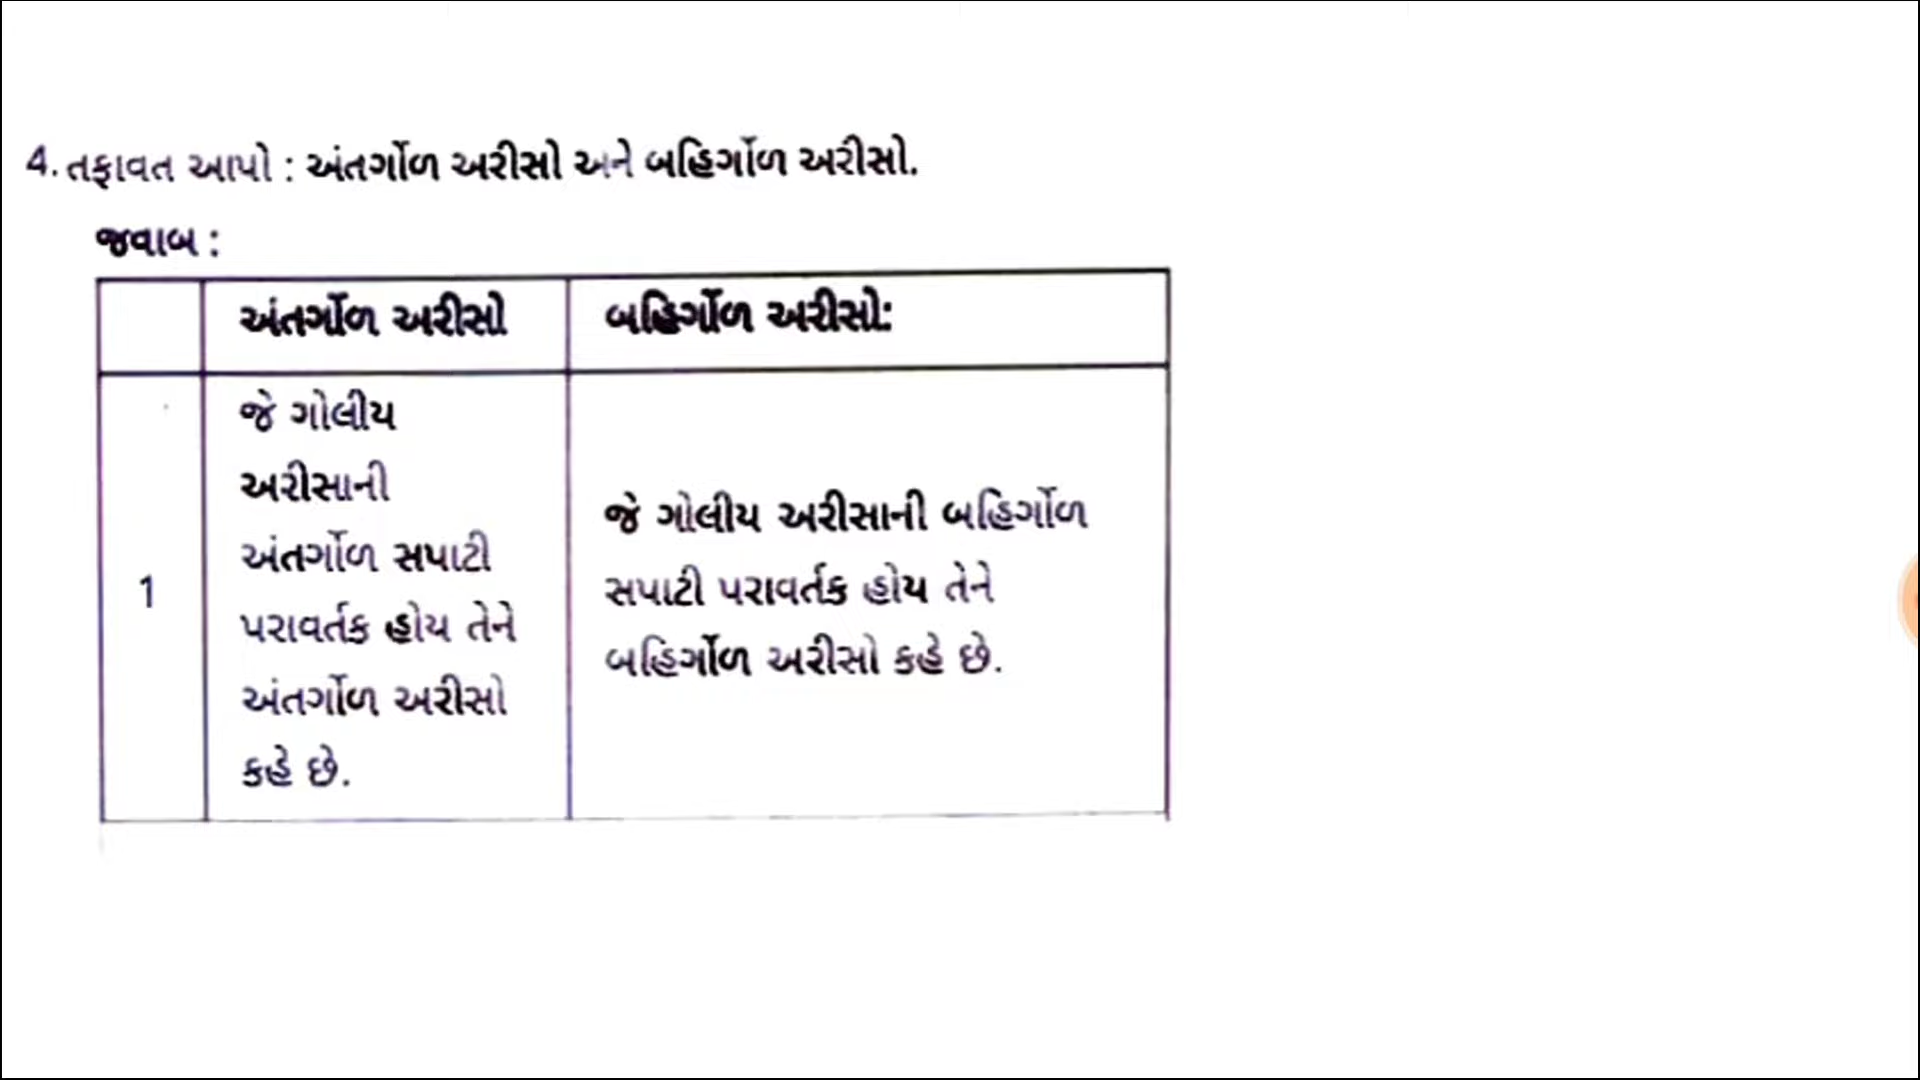 4. તફાવત આપો : અંતર્ગોળ અરીસો અને બહિર્ગોળ અરીસો.
જવાબ :
અંતર્ગોળ અરીસો
બહિર્ગોળ અરીસો:
1
જે ગોલીય
અરીસાની
અંતર્ગોળ સપાટી
પરાવર્તક હોય તેને
અંતર્ગોળ અરીસો
કહે છે.
જે ગોલીય અરીસાની બહિર્ગોળ
સપાટી પરાવર્તક હોય તેને
બહિર્ગોળ અરીસો કહે છે.